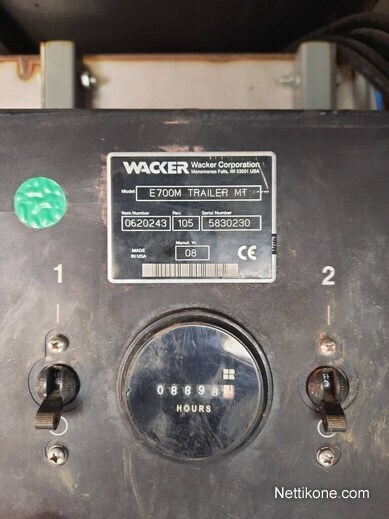 WACKER Wacker Corporation
Menomonee Falls, WI 53051 USA
Model E700M TRAILER MT
Item Number Rev. Serial Number
0620243 105 5830230
MADE IN USA
Manuf. Yr.
08
CE
1 2
0889
HOURS
Nettikone.com